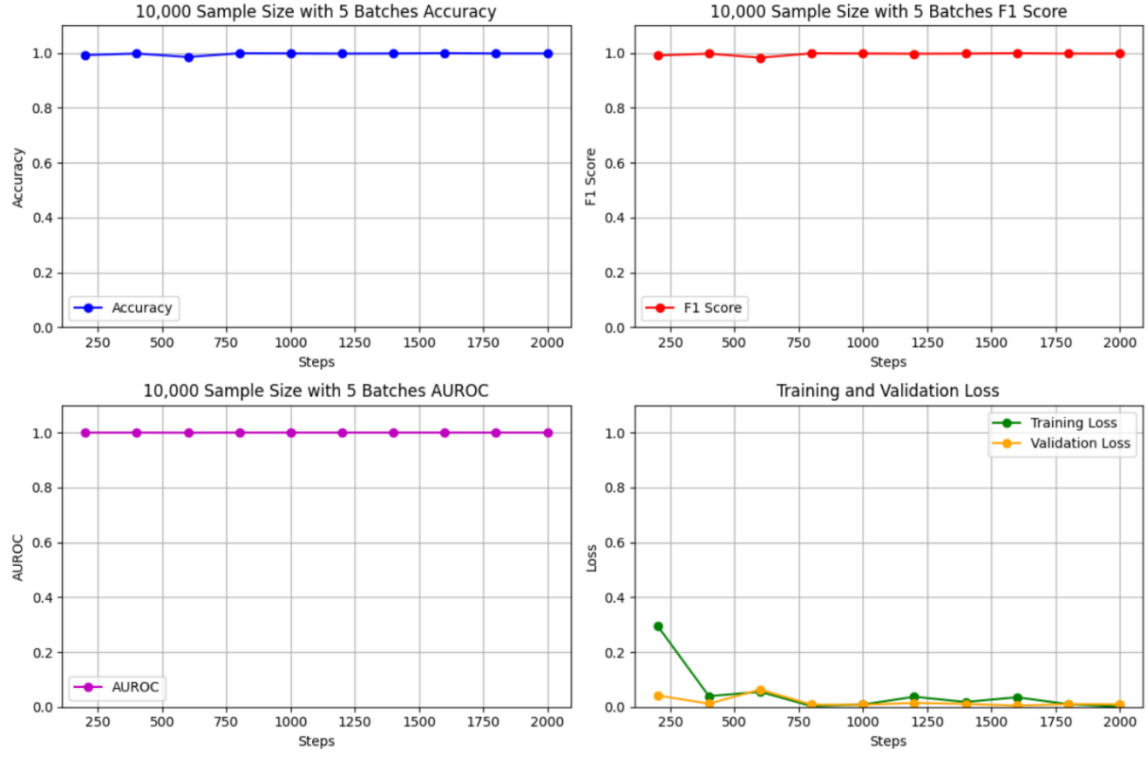 10,000 Sample Size with 5 Batches Accuracy
1.0
0.8
0.6
0.4
0.2
0.0
Accuracy
Accuracy
250 500 750 1000 1250 1500 1750 2000
Steps
10,000 Sample Size with 5 Batches F1 Score
1.0
0.8
0.6
0.4
0.2
0.0
F1 Score
F1 Score
250 500 750 1000 1250 1500 1750 2000
Steps
10,000 Sample Size with 5 Batches AUROC
1.0
0.8
0.6
0.4
0.2
0.0
AUROC
AUROC
250 500 750 1000 1250 1500 1750 2000
Steps
Training and Validation Loss
1.0
0.8
0.6
0.4
0.2
0.0
Loss
Training Loss
Validation Loss
250 500 750 1000 1250 1500 1750 2000
Steps